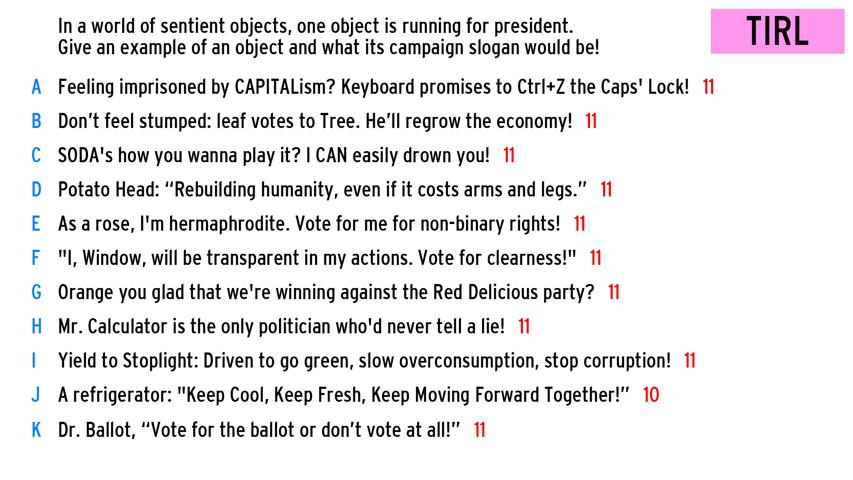 In a world of sentient objects, one object is running for president.
Give an example of an object and what its campaign slogan would be!
TIRL
A Feeling imprisoned by CAPITALism? Keyboard promises to Ctrl+Z the Caps' Lock! 11
B Don’t feel stumped: leaf votes to Tree. He’ll regrow the economy! 11
C SODA's how you wanna play it? I CAN easily drown you! 11
D Potato Head: “Rebuilding humanity, even if it costs arms and legs.” 11
E As a rose, I'm hermaphrodite. Vote for me for non-binary rights! 11
F "I, Window, will be transparent in my actions. Vote for clearness!" 11
G Orange you glad that we're winning against the Red Delicious party? 11
H Mr. Calculator is the only politician who'd never tell a lie! 11
I Yield to Stoplight: Driven to go green, slow overconsumption, stop corruption! 11
J A refrigerator: "Keep Cool, Keep Fresh, Keep Moving Forward Together!” 10
K Dr. Ballot, “Vote for the ballot or don’t vote at all!” 11